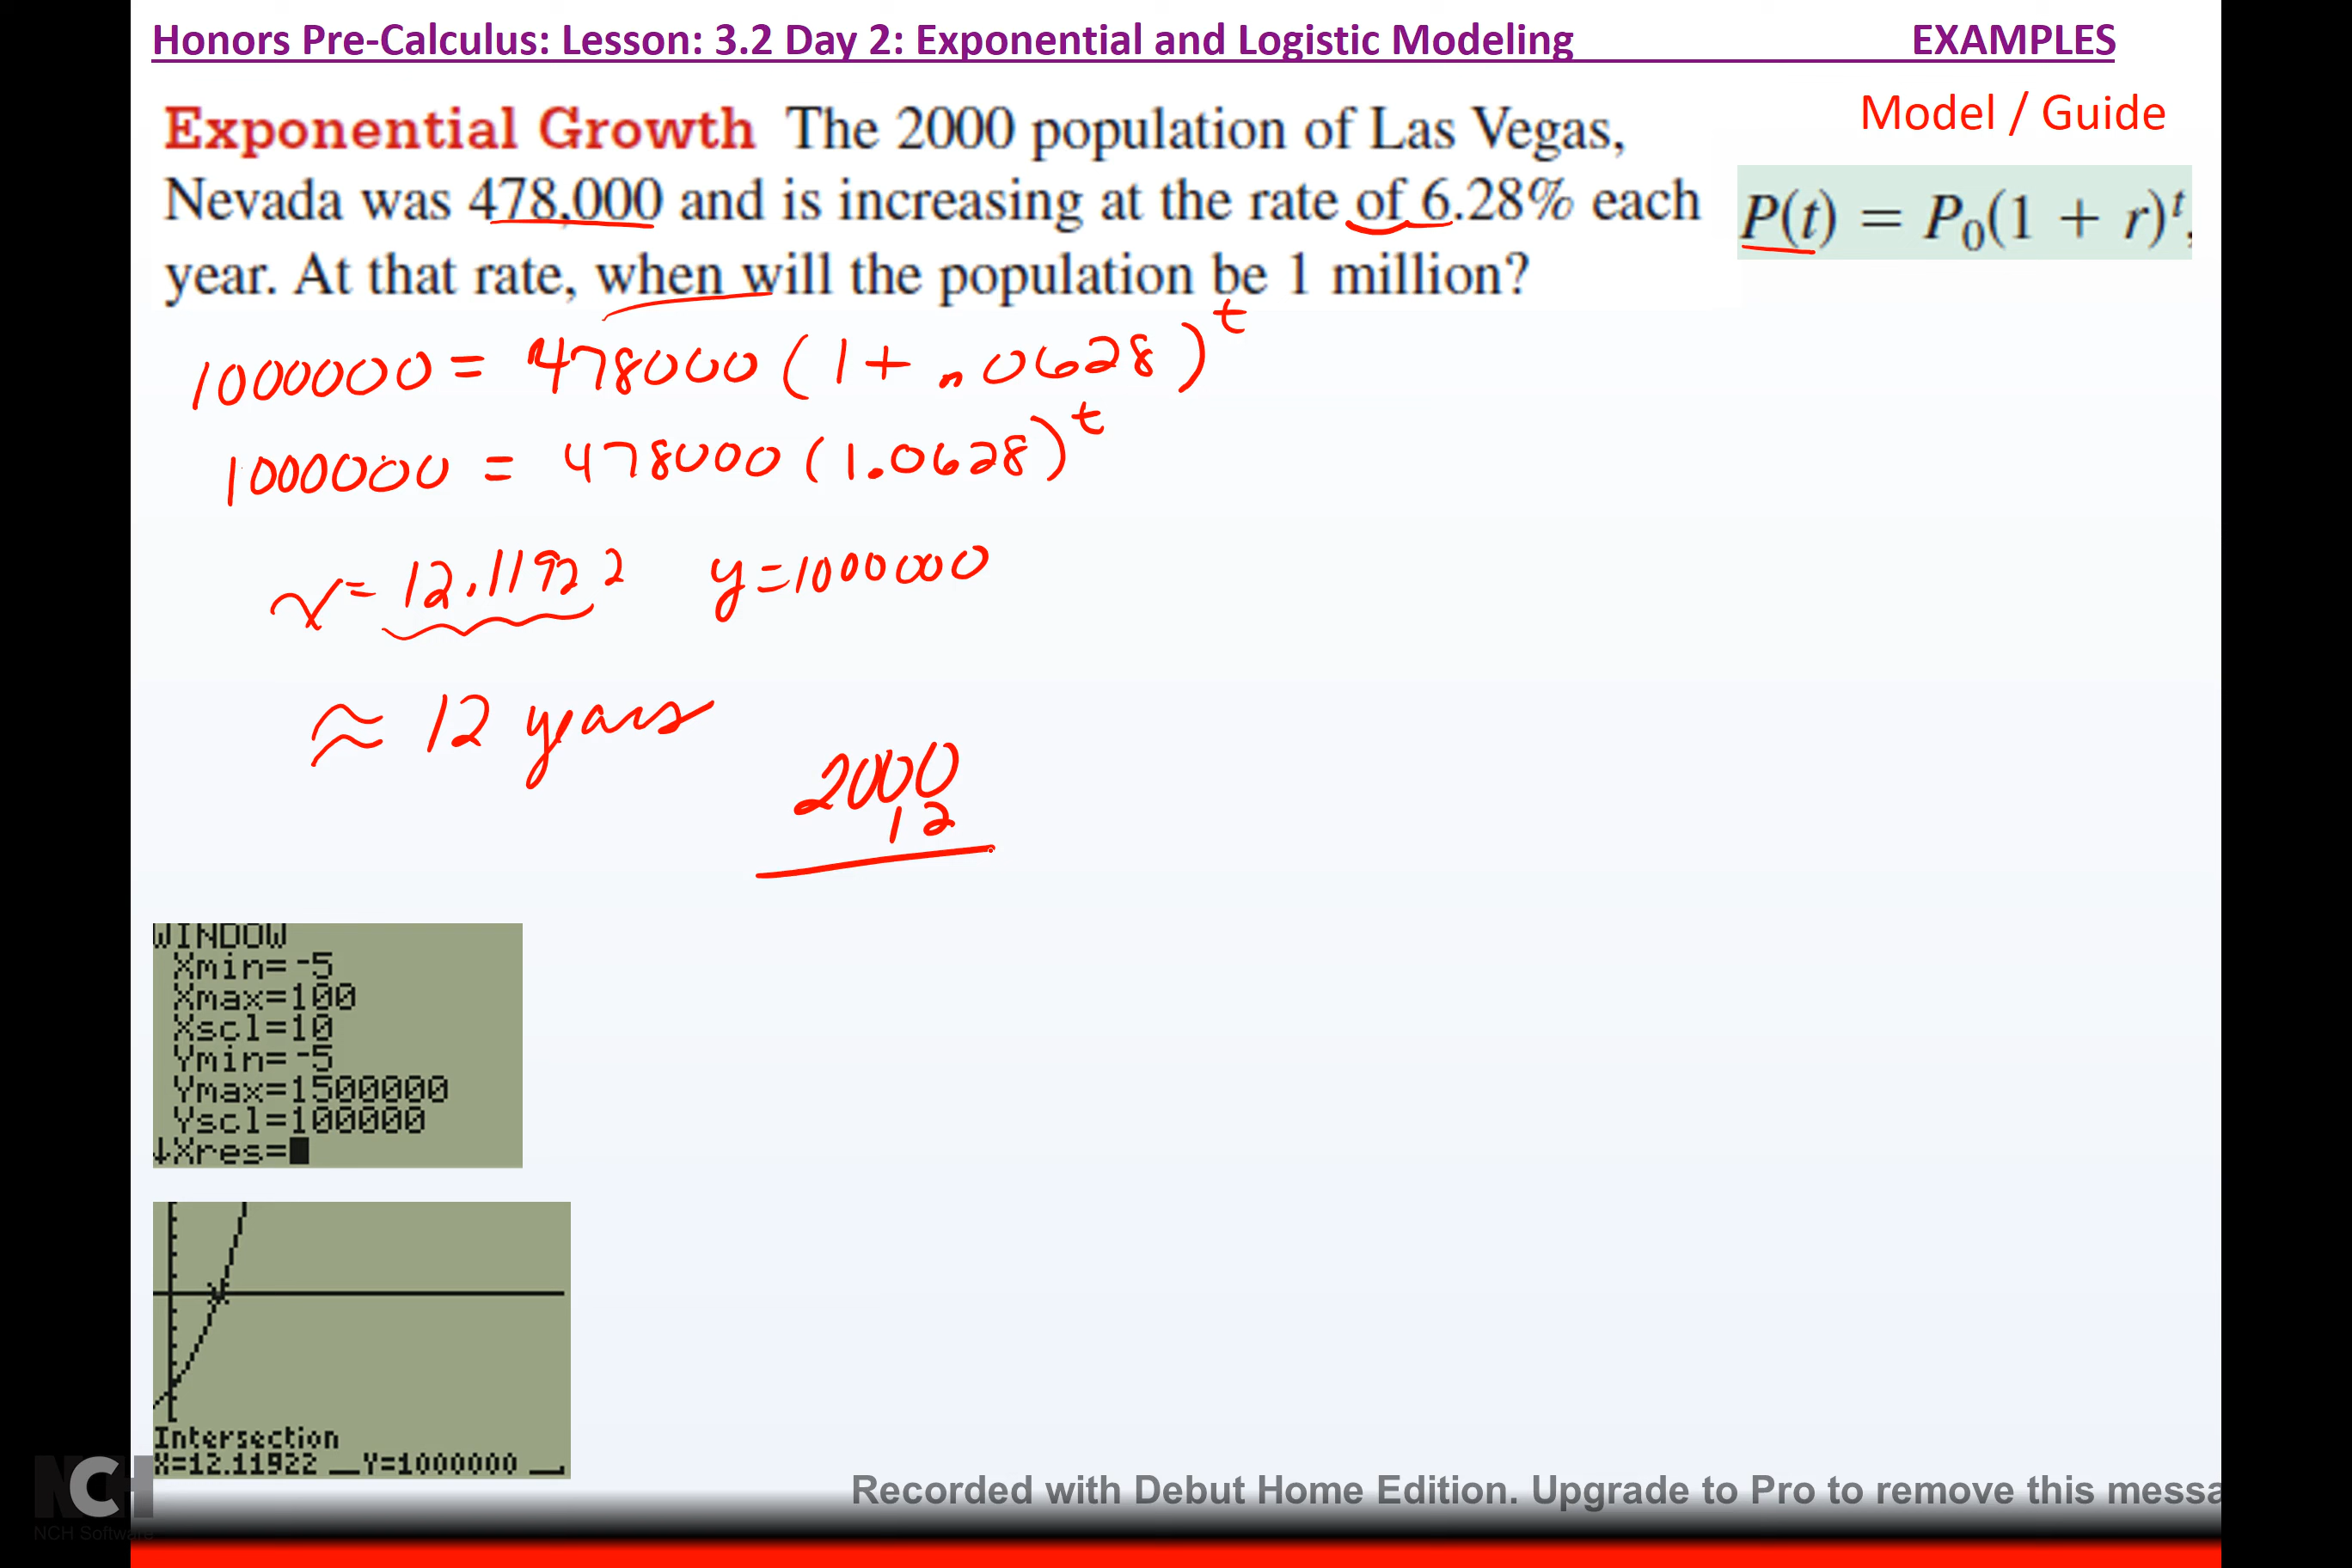 Honors Pre-Calculus: Lesson: 3.2 Day 2: Exponential and Logistic Modeling EXAMPLES
Model / Guide
Exponential Growth The 2000 population of Las Vegas,
Nevada was 478,000 and is increasing at the rate of 6.28% each
year. At that rate, when will the population be 1 million?
P(t) = P₀(1 + r)ᵗ,
1000000 = 478000 (1 + .0628)ᵗ
1000000 = 478000 (1.0628)ᵗ
x = 12.11922 y = 1000000
≈ 12 years
2000
12
WINDOW
Xmin=-5
Xmax=100
Xscl=10
Ymin=-5
Ymax=1500000
Yscl=100000
↓Xres=
Intersection
X=12.11922 Y=1000000
NCH
NCH Software
Recorded with Debut Home Edition. Upgrade to Pro to remove this messa